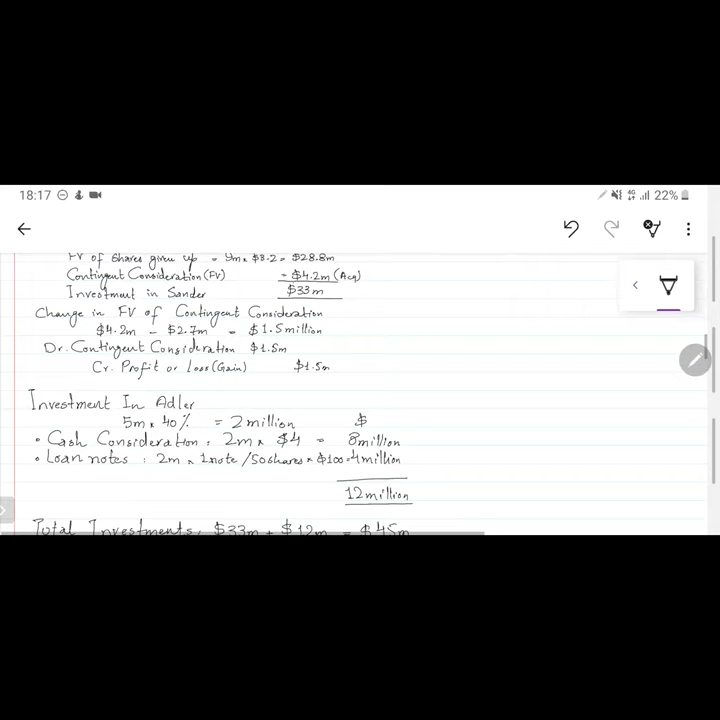 18:17 4G 22%
FV of Shares given up = 9m x $3.2 = $28.8m
Contingent Consideration (FV) = $4.2m (Acq)
Investment in Sander $33m
Change in FV of Contingent Consideration
$4.2m - $2.7m = $1.5million
Dr. Contingent Consideration $1.5m
Cr. Profit or Loss (Gain) $1.5m
Investment In Adler
5m x 40% = 2 million $
• Cash Consideration : 2m x $4 = 8million
• Loan notes : 2m x 1note/50shares x $100=4million
12million
Total Investments: $33m + $12m = $45m